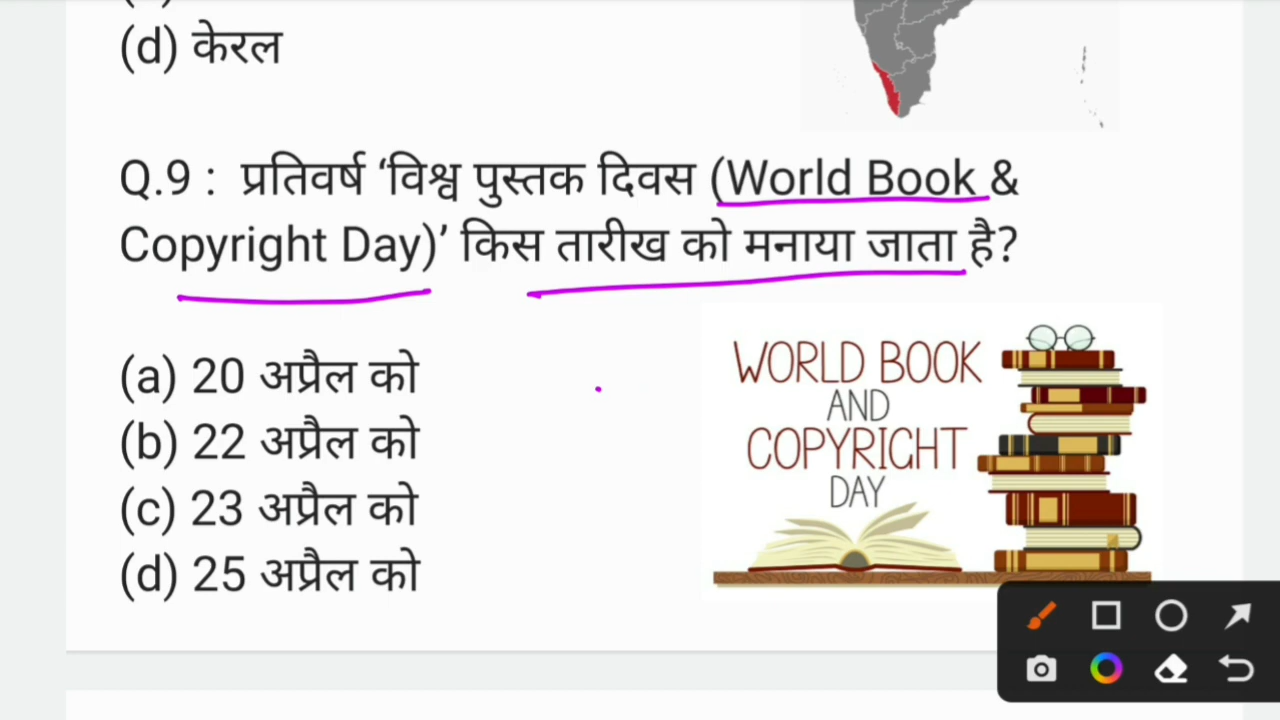 (d) केरल
Q.9 : प्रतिवर्ष ‘विश्व पुस्तक दिवस (World Book &
Copyright Day)’ किस तारीख को मनाया जाता है?
(a) 20 अप्रैल को
(b) 22 अप्रैल को
(c) 23 अप्रैल को
(d) 25 अप्रैल को
WORLD BOOK
AND
COPYRIGHT
DAY